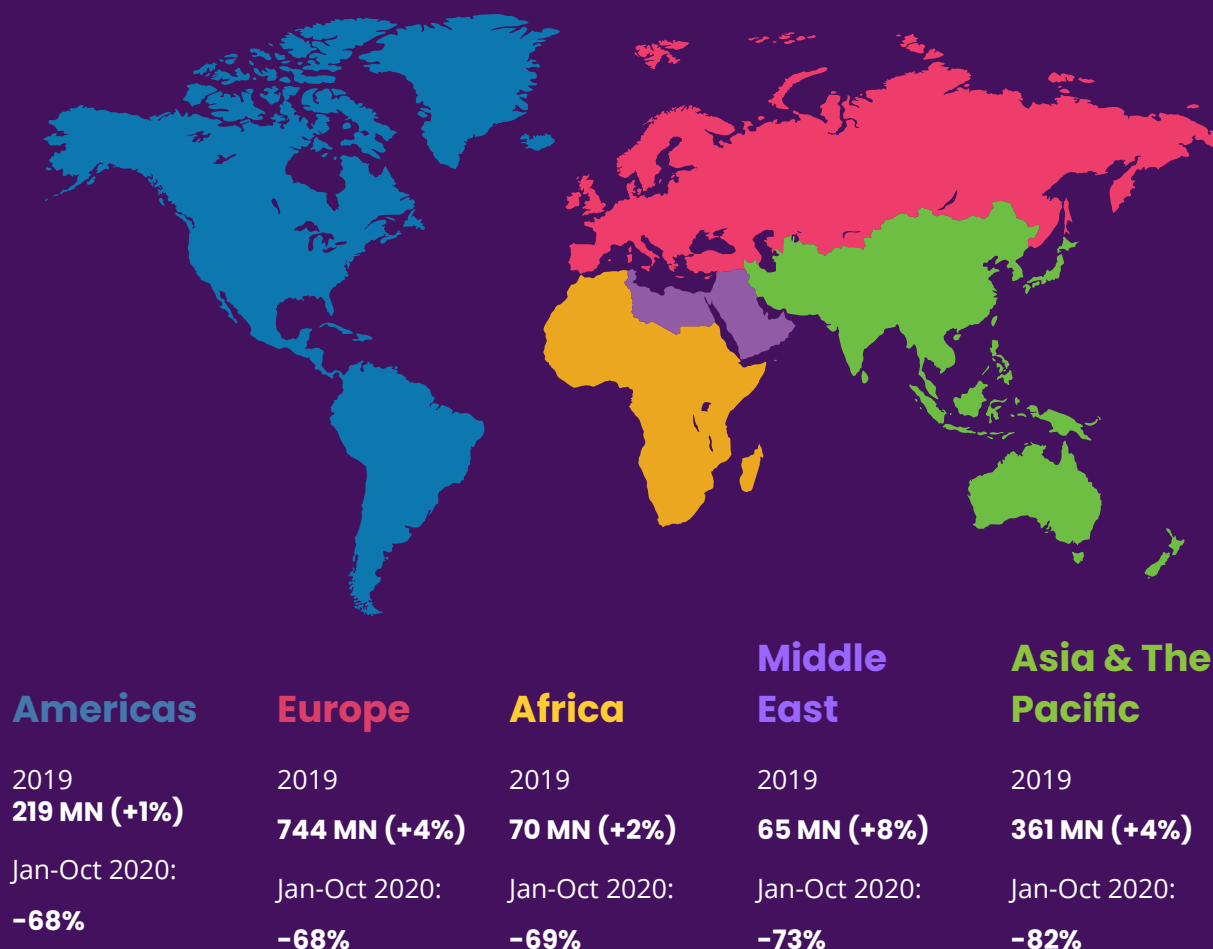 Americas
2019
219 MN (+1%)
Jan-Oct 2020:
-68%
Europe
2019
744 MN (+4%)
Jan-Oct 2020:
-68%
Africa
2019
70 MN (+2%)
Jan-Oct 2020:
-69%
Middle
East
2019
65 MN (+8%)
Jan-Oct 2020:
-73%
Asia & The
Pacific
2019
361 MN (+4%)
Jan-Oct 2020:
-82%